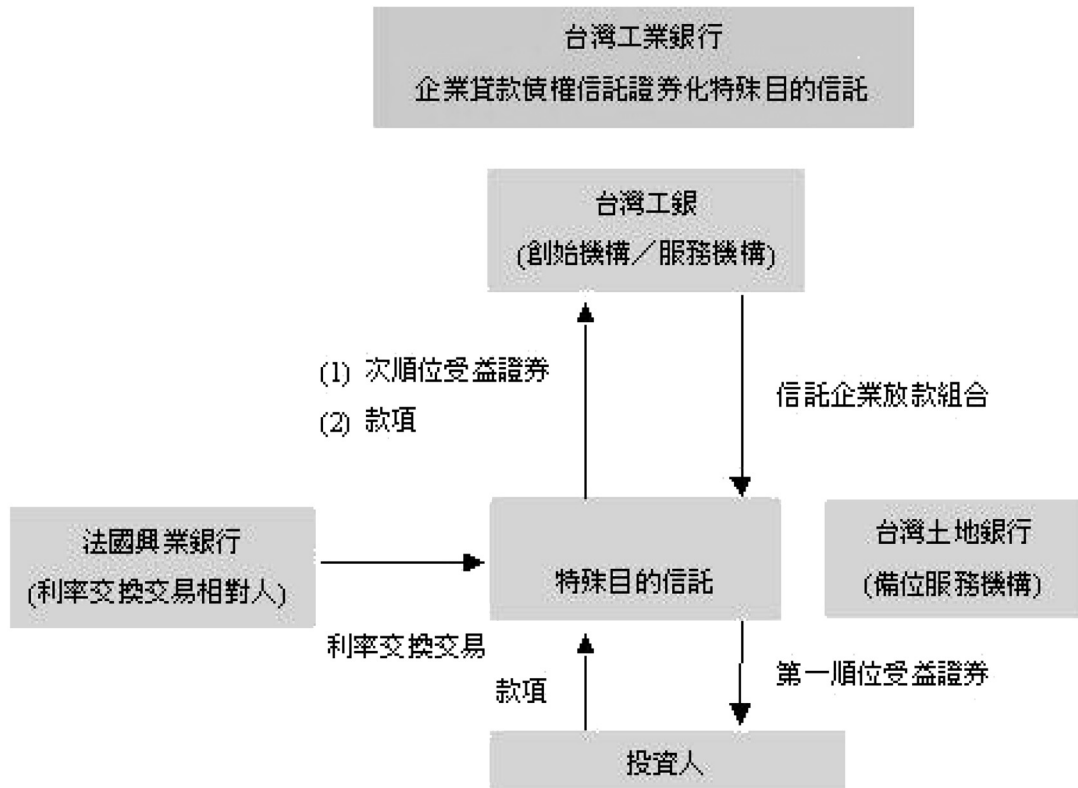 台灣工業銀行
企業貸款債權信託證券化特殊目的信託
台灣工銀
(創始機構／服務機構)
(1) 次順位受益證券
(2) 款項
信託企業放款組合
法國興業銀行
(利率交換交易相對人)
特殊目的信託
台灣土地銀行
(備位服務機構)
利率交換交易
款項
第一順位受益證券
投資人